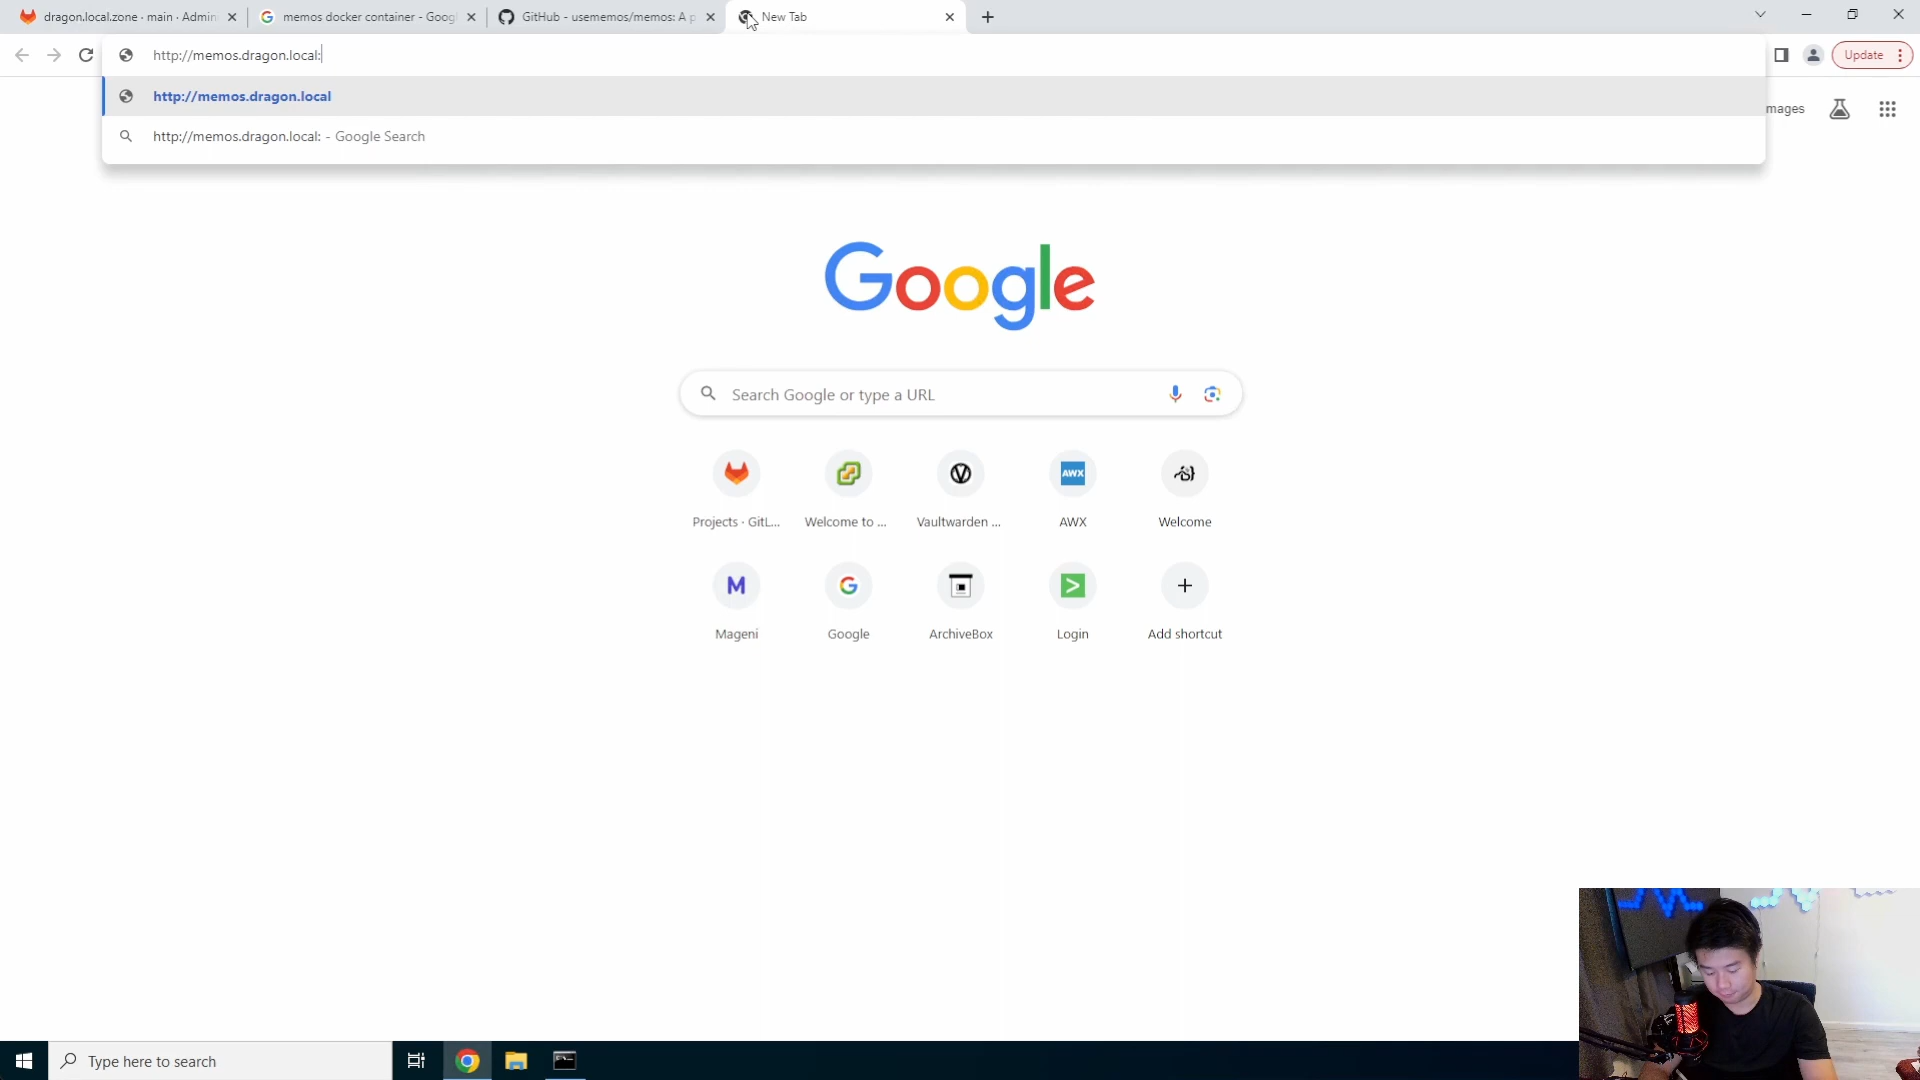 dragon.local.zone · main · Admin
memos docker container - Goog
GitHub - usememos/memos: A p
New Tab
http://memos.dragon.local:
Update
http://memos.dragon.local
http://memos.dragon.local: - Google Search
mages
Google
Search Google or type a URL
AWX
Projects · GitL...
Welcome to ...
Vaultwarden ...
AWX
Welcome
M
G
Mageni
Google
ArchiveBox
Login
Add shortcut
Type here to search